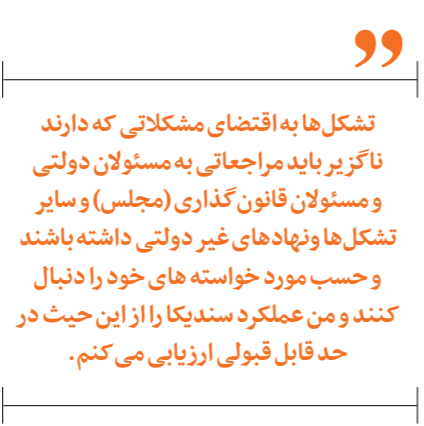 تشکل‌ها به اقتضای مشکلاتی که دارند
ناگزیر باید مراجعاتی به مسئولان دولتی
و مسئولان قانون‌گذاری (مجلس) و سایر
تشکل‌ها ونهادهای غیر دولتی داشته باشند
و حسب مورد خواسته های خود را دنبال
کنند و من عملکرد سندیکا را از این حیث در
حد قابل قبولی ارزیابی می کنم.